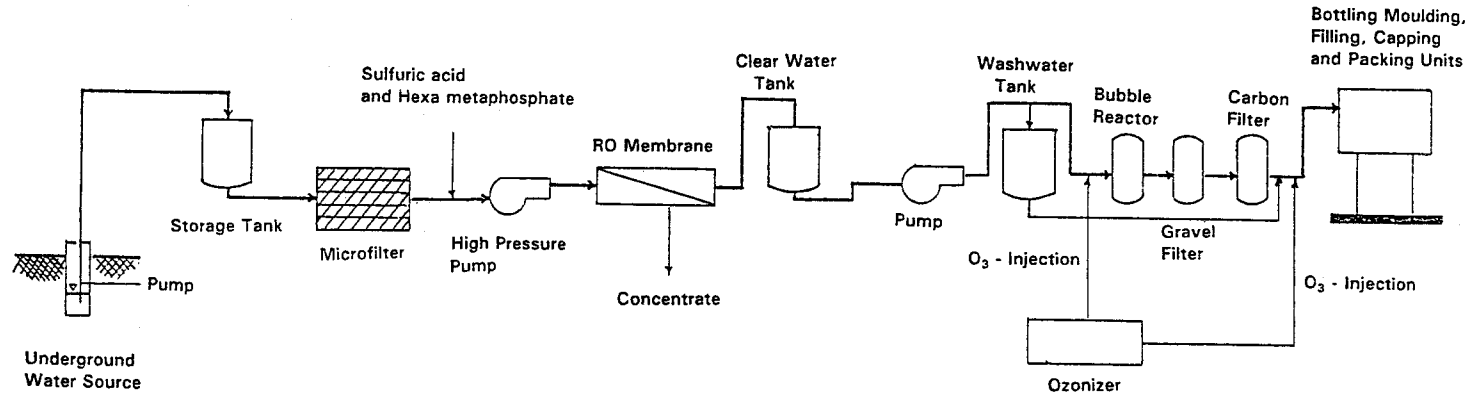 Bottling Moulding,
Filling, Capping
and Packing Units
Clear Water
Tank
Washwater
Tank
Sulfuric acid
and Hexa metaphosphate
Bubble
Reactor
Carbon
Filter
RO Membrane
Storage Tank
Microfilter
High Pressure
Pump
Pump
Gravel
Filter
O₃ - Injection
O₃ - Injection
Pump
Concentrate
Underground
Water Source
Ozonizer